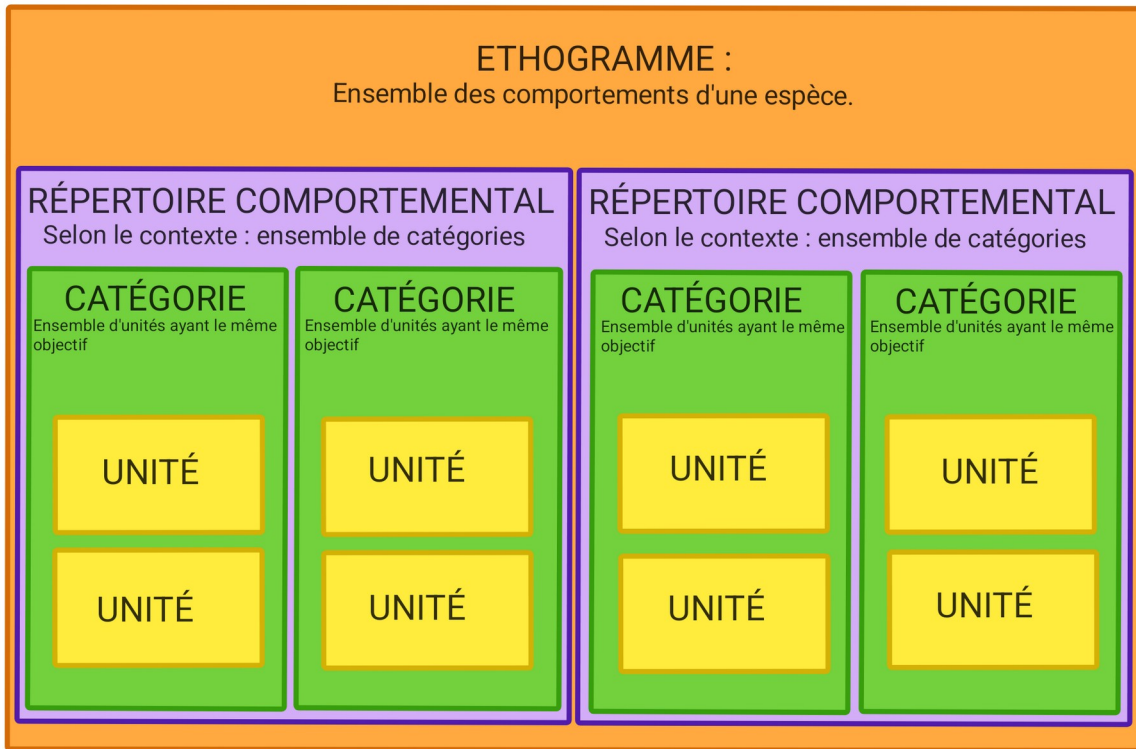 ETHOGRAMME :
Ensemble des comportements d'une espèce.
RÉPERTOIRE COMPORTEMENTAL
Selon le contexte : ensemble de catégories
CATÉGORIE
Ensemble d'unités ayant le même
objectif
UNITÉ
UNITÉ
CATÉGORIE
Ensemble d'unités ayant le même
objectif
UNITÉ
UNITÉ
RÉPERTOIRE COMPORTEMENTAL
Selon le contexte : ensemble de catégories
CATÉGORIE
Ensemble d'unités ayant le même
objectif
UNITÉ
UNITÉ
CATÉGORIE
Ensemble d'unités ayant le même
objectif
UNITÉ
UNITÉ